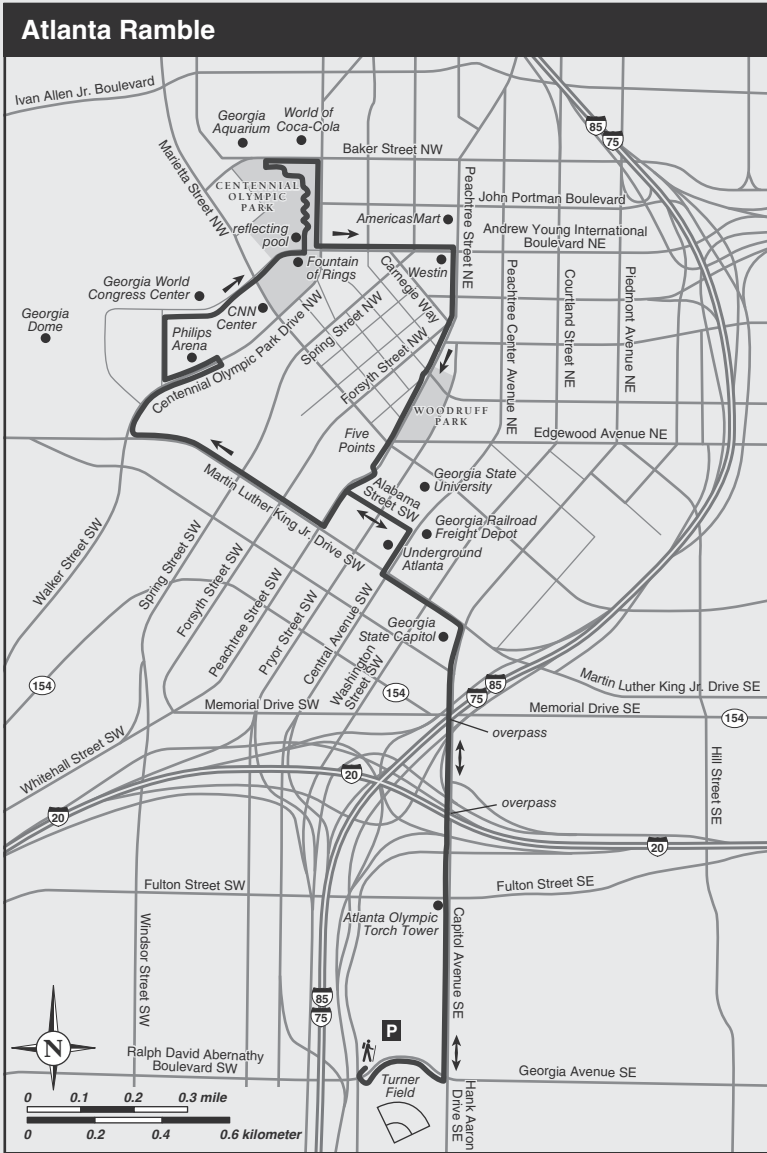 Atlanta Ramble
Ivan Allen Jr. Boulevard
Georgia
Aquarium
World of
Coca-Cola
85
75
Marietta Street NW
Baker Street NW
CENTENNIAL
OLYMPIC
PARK
Peachtree Street NE
John Portman Boulevard
AmericasMart
Andrew Young International
Boulevard NE
reflecting
pool
Fountain
of Rings
Westin
Carnegie Way
Georgia World
Congress Center
Georgia
Dome
CNN
Center
Philips
Arena
Centennial Olympic Park Drive NW
Spring Street NW
Forsyth Street NW
Peachtree Center Avenue NE
Courtland Street NE
Piedmont Avenue NE
WOODRUFF
PARK
Five
Points
Edgewood Avenue NE
Martin Luther King Jr. Drive SW
Alabama
Street SW
Georgia State
University
Georgia Railroad
Freight Depot
Underground
Atlanta
Walker Street SW
Spring Street SW
Forsyth Street SW
Peachtree Street SW
Pryor Street SW
Central Avenue SW
Washington
Street SW
Georgia
State Capitol
154
154
85
75
Martin Luther King Jr. Drive SE
Memorial Drive SW
Memorial Drive SE
154
overpass
Whitehall Street SW
20
Hill Street SE
20
overpass
20
Fulton Street SW
Fulton Street SE
Atlanta Olympic
Torch Tower
Windsor Street SW
Capitol Avenue SE
85
75
N
P
Ralph David Abernathy
Boulevard SW
Georgia Avenue SE
Turner
Field
Hank Aaron
Drive SE
0 0.1 0.2 0.3 mile
0 0.2 0.4 0.6 kilometer